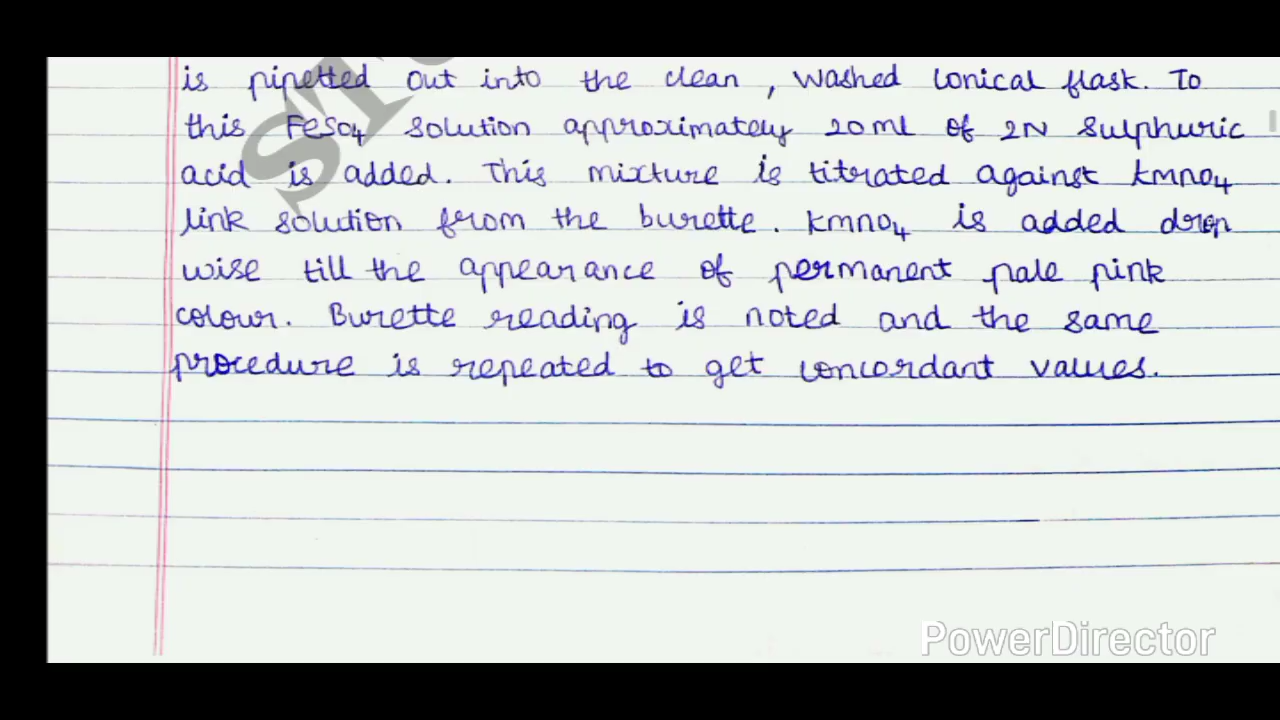 is pipetted out into the clean, washed conical flask. To
this FeSO4 solution approximately 20ml of 2N Sulphuric
acid is added. This mixture is titrated against kmno4
link solution from the burette. kmno4 is added drop
wise till the appearance of permanent pale pink
colour. Burette reading is noted and the same
procedure is repeated to get concordant values.
PowerDirector